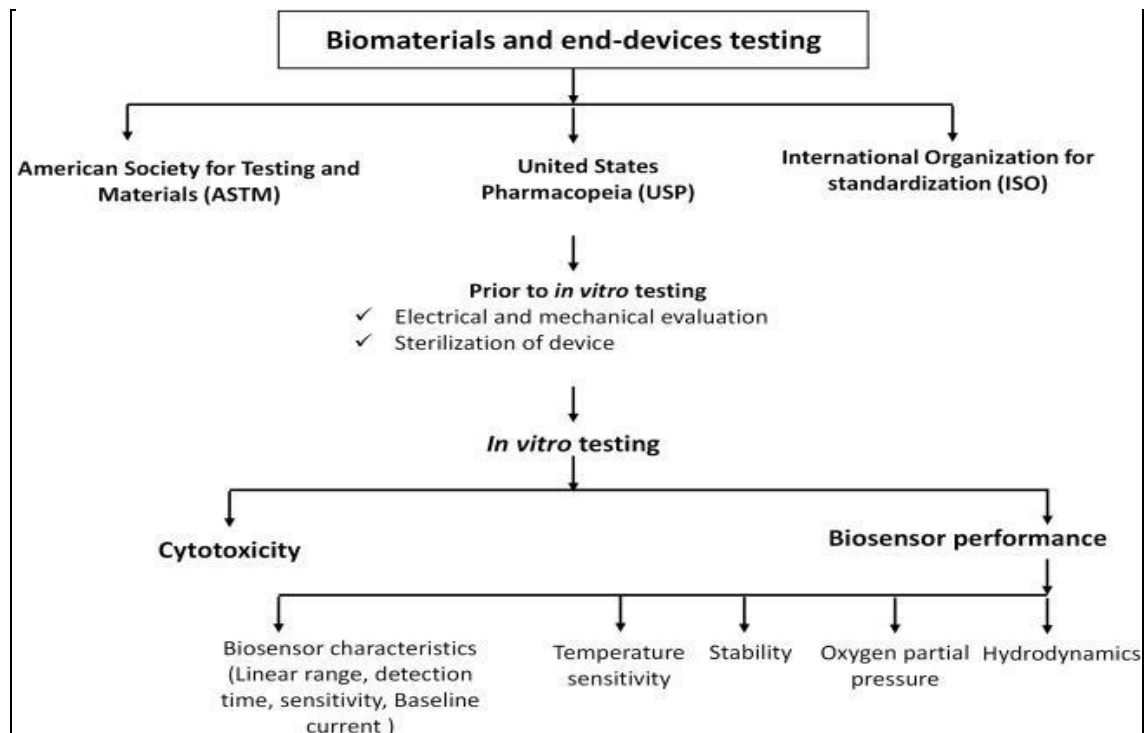 Biomaterials and end-devices testing
American Society for Testing and
Materials (ASTM)
United States
Pharmacopeia (USP)
International Organization for
standardization (ISO)
Prior to in vitro testing
✓ Electrical and mechanical evaluation
✓ Sterilization of device
In vitro testing
Cytotoxicity
Biosensor performance
Biosensor characteristics
(Linear range, detection
time, sensitivity, Baseline
current )
Temperature
sensitivity
Stability
Oxygen partial
pressure
Hydrodynamics